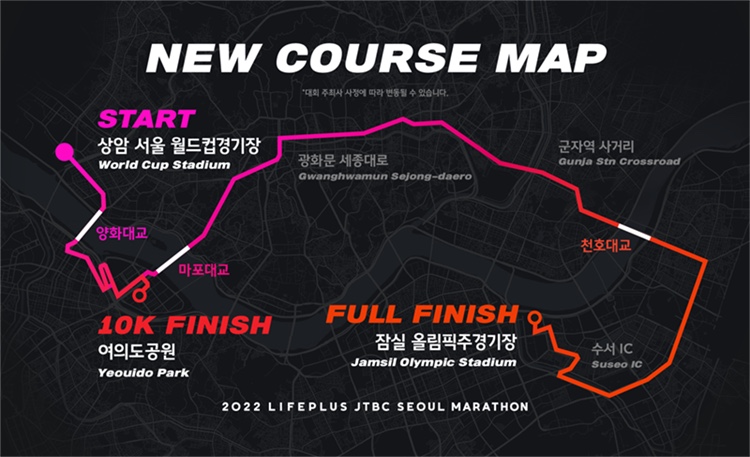 NEW COURSE MAP
*대회 주최사 사정에 따라 변동될 수 있습니다.
START
상암 서울 월드컵경기장
World Cup Stadium
광화문 세종대로
Gwanghwamun Sejong-daero
군자역 사거리
Gunja Stn Crossroad
양화대교
마포대교
천호대교
10K FINISH
여의도공원
Yeouido Park
FULL FINISH
잠실 올림픽주경기장
Jamsil Olympic Stadium
수서 IC
Suseo IC
2022 LIFEPLUS JTBC SEOUL MARATHON